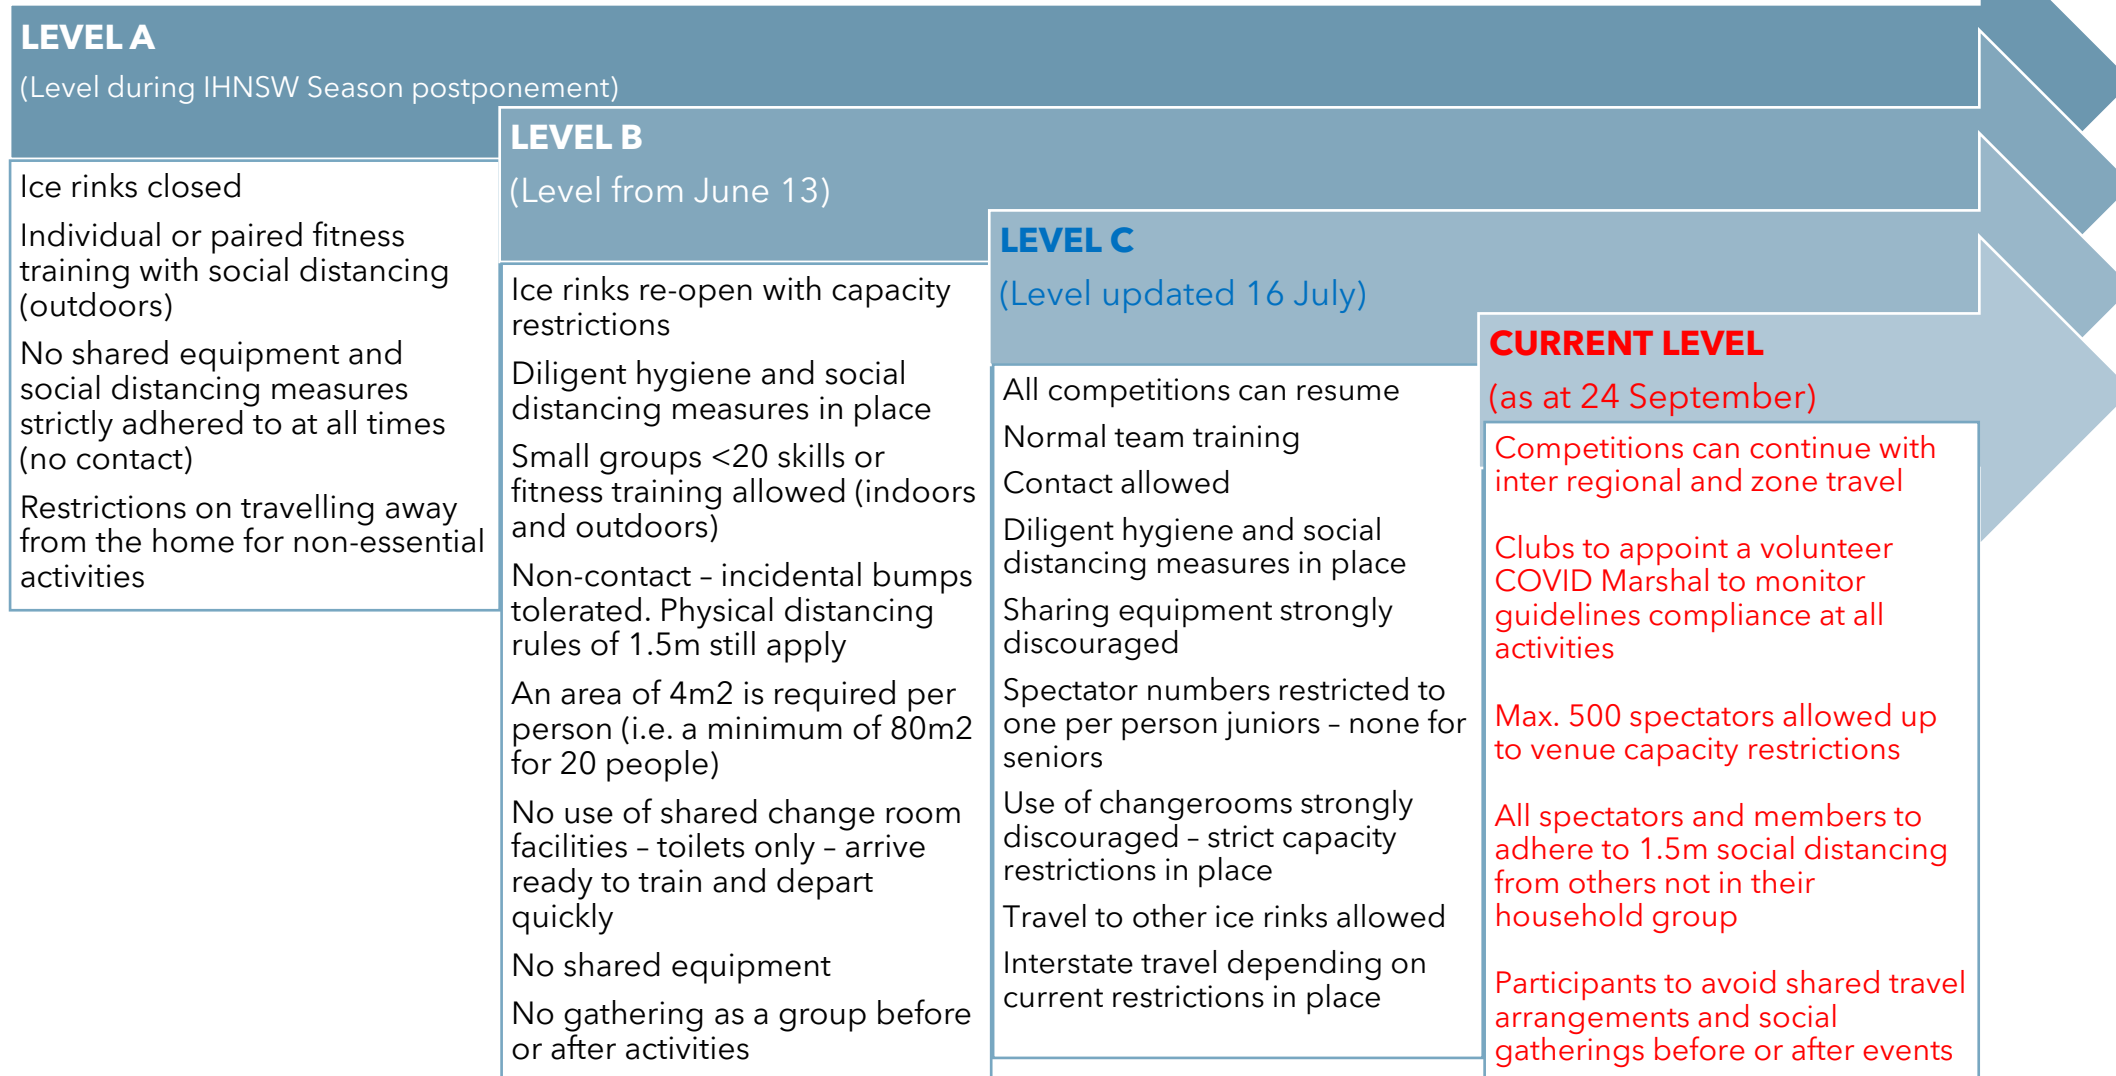 LEVEL A
(Level during IHNSW Season postponement)
Ice rinks closed
Individual or paired fitness
training with social distancing
(outdoors)
No shared equipment and
social distancing measures
strictly adhered to at all times
(no contact)
Restrictions on travelling away
from the home for non-essential
activities
LEVEL B
(Level from June 13)
Ice rinks re-open with capacity
restrictions
Diligent hygiene and social
distancing measures in place
Small groups <20 skills or
fitness training allowed (indoors
and outdoors)
Non-contact – incidental bumps
tolerated. Physical distancing
rules of 1.5m still apply
An area of 4m2 is required per
person (i.e. a minimum of 80m2
for 20 people)
No use of shared change room
facilities – toilets only – arrive
ready to train and depart
quickly
No shared equipment
No gathering as a group before
or after activities
LEVEL C
(Level updated 16 July)
All competitions can resume
Normal team training
Contact allowed
Diligent hygiene and social
distancing measures in place
Sharing equipment strongly
discouraged
Spectator numbers restricted to
one per person juniors – none for
seniors
Use of changerooms strongly
discouraged – strict capacity
restrictions in place
Travel to other ice rinks allowed
Interstate travel depending on
current restrictions in place
CURRENT LEVEL
(as at 24 September)
Competitions can continue with
inter regional and zone travel
Clubs to appoint a volunteer
COVID Marshal to monitor
guidelines compliance at all
activities
Max. 500 spectators allowed up
to venue capacity restrictions
All spectators and members to
adhere to 1.5m social distancing
from others not in their
household group
Participants to avoid shared travel
arrangements and social
gatherings before or after events